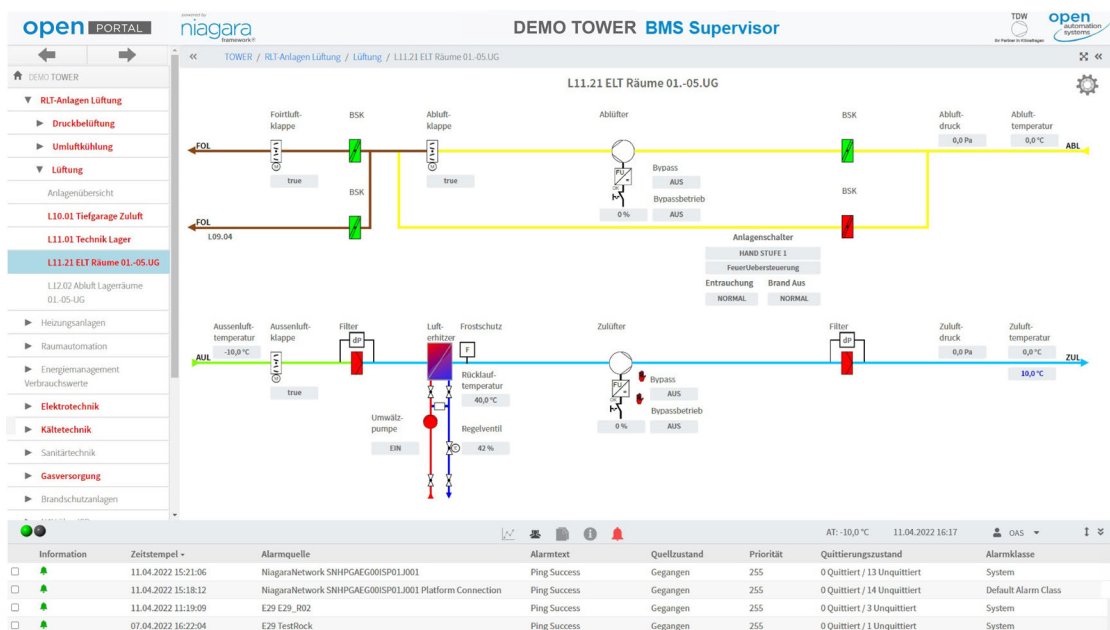 open PORTAL
powered by
niagara
framework®
DEMO TOWER BMS Supervisor
TDW
Ihr Partner in Klimafragen
open
automation
systems
« TOWER / RLT-Anlagen Lüftung / Lüftung / L11.21 ELT Räume 01.-05.UG «
DEMO TOWER
RLT-Anlagen Lüftung
Druckbelüftung
Umluftkühlung
Lüftung
Anlagenübersicht
L10.01 Tiefgarage Zuluft
L11.01 Technik Lager
L11.21 ELT Räume 01.-05.UG
L12.02 Abluft Lagerräume
01.-05-UG
Heizungsanlagen
Raumautomation
Energiemanagement
Verbrauchswerte
Elektrotechnik
Kältetechnik
Sanitärtechnik
Gasversorgung
Brandschutzanlagen
L11.21 ELT Räume 01.-05.UG
Foirtluft-
klappe
BSK
Abluft-
klappe
Ablüfter
BSK
Abluft-
druck
Abluft-
temperatur
FOL
M
M
0,0 Pa
0,0 °C
ABL
true
true
FU
OK
Bypass
AUS
Bypassbetrieb
0 %
AUS
BSK
BSK
FOL
L09.04
Anlagenschalter
HAND STUFE 1
FeuerUebersteuerung
Entrauchung
Brand Aus
NORMAL
NORMAL
Aussenluft-
temperatur
Aussenluft-
klappe
Filter
Luft-
erhitzer
Frostschutz
Zulüfter
Filter
Zuluft-
druck
Zuluft-
temperatur
AUL
-10,0 °C
dP
F
dP
0,0 Pa
0,0 °C
ZUL
M
10,0 °C
true
Rücklauf-
temperatur
40,0 °C
FU
OK
Bypass
AUS
Bypassbetrieb
0 %
AUS
Umwälz-
pumpe
Regelventil
EIN
42 %
AT: -10,0 °C 11.04.2022 16:17 OAS
Information Zeitstempel Alarmquelle Alarmtext Quellzustand Priorität Quittierungszustand Alarmklasse
11.04.2022 15:21:06 NiagaraNetwork SNHPGAEG00ISP01.J001 Ping Success Gegangen 255 0 Quittiert / 13 Unquittiert System
11.04.2022 15:18:12 NiagaraNetwork SNHPGAEG00ISP01.J001 Platform Connection Ping Success Gegangen 255 0 Quittiert / 14 Unquittiert Default Alarm Class
11.04.2022 11:19:09 E29 E29_R02 Ping Success Gegangen 255 0 Quittiert / 3 Unquittiert System
07.04.2022 16:22:04 E29 TestRock Ping Success Gegangen 255 0 Quittiert / 1 Unquittiert System